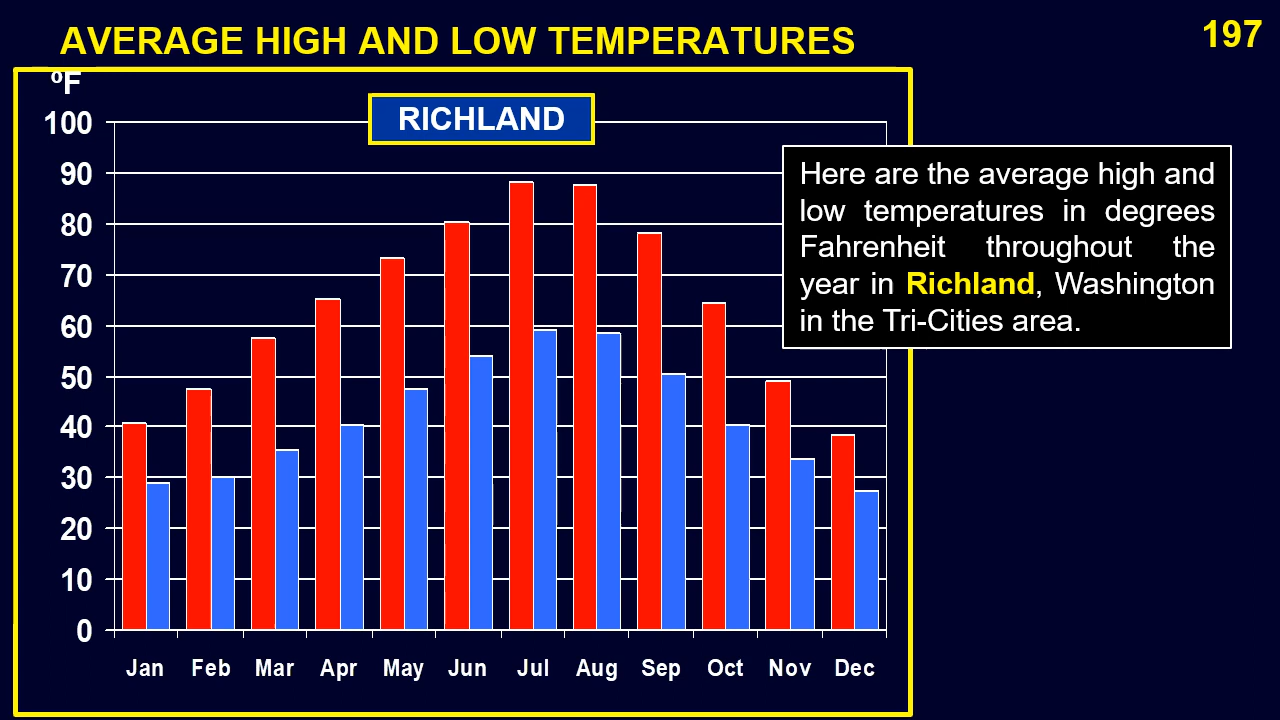 AVERAGE HIGH AND LOW TEMPERATURES
197
ºF
RICHLAND
100
90
80
70
60
50
40
30
20
10
0
Here are the average high and
low temperatures in degrees
Fahrenheit throughout the
year in Richland, Washington
in the Tri-Cities area.
Jan Feb Mar Apr May Jun Jul Aug Sep Oct Nov Dec